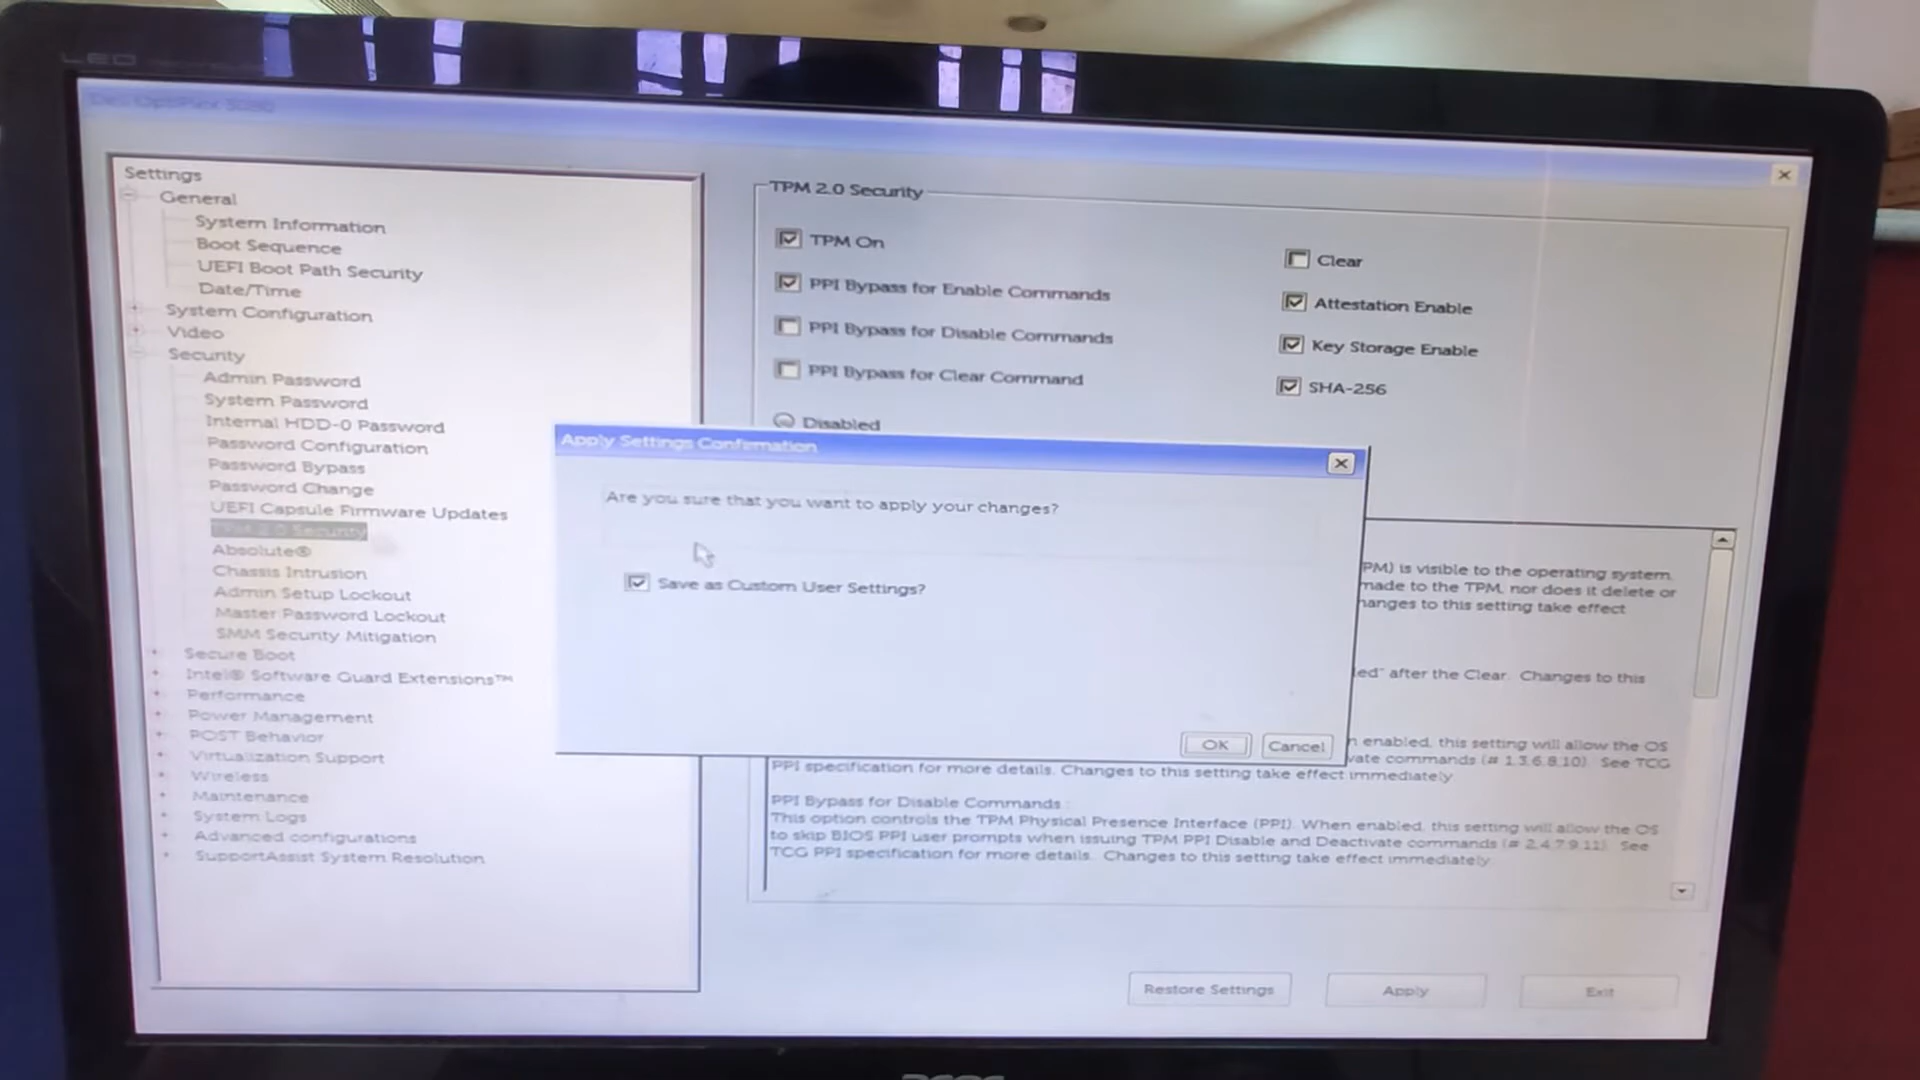 LED
Dell OptiPlex
Settings
General
System Information
Boot Sequence
UEFI Boot Path Security
Date/Time
System Configuration
Video
Security
Admin Password
System Password
Internal HDD-0 Password
Password Configuration
Password Bypass
Password Change
UEFI Capsule Firmware Updates
TPM 2.0 Security
Absolute®
Chassis Intrusion
Admin Setup Lockout
Master Password Lockout
SMM Security Mitigation
Secure Boot
Intel® Software Guard Extensions™
Performance
Power Management
POST Behavior
Virtualization Support
Wireless
Maintenance
System Logs
Advanced configurations
SupportAssist System Resolution
TPM 2.0 Security
TPM On
PPI Bypass for Enable Commands
PPI Bypass for Disable Commands
PPI Bypass for Clear Command
Disabled
Clear
Attestation Enable
Key Storage Enable
SHA-256
Apply Settings Confirmation
Are you sure that you want to apply your changes?
Save as Custom User Settings?
OK
Cancel
PM) is visible to the operating system.
made to the TPM, nor does it delete or
hanges to this setting take effect
led" after the Clear. Changes to this
n enabled, this setting will allow the OS
vate commands (# 1,3,6,8,10). See TCG
PPI specification for more details. Changes to this setting take effect immediately
PPI Bypass for Disable Commands :
This option controls the TPM Physical Presence Interface (PPI). When enabled, this setting will allow the OS
to skip BIOS PPI user prompts when issuing TPM PPI Disable and Deactivate commands (# 2,4,7,9,11). See
TCG PPI specification for more details. Changes to this setting take effect immediately
Restore Settings
Apply
Exit